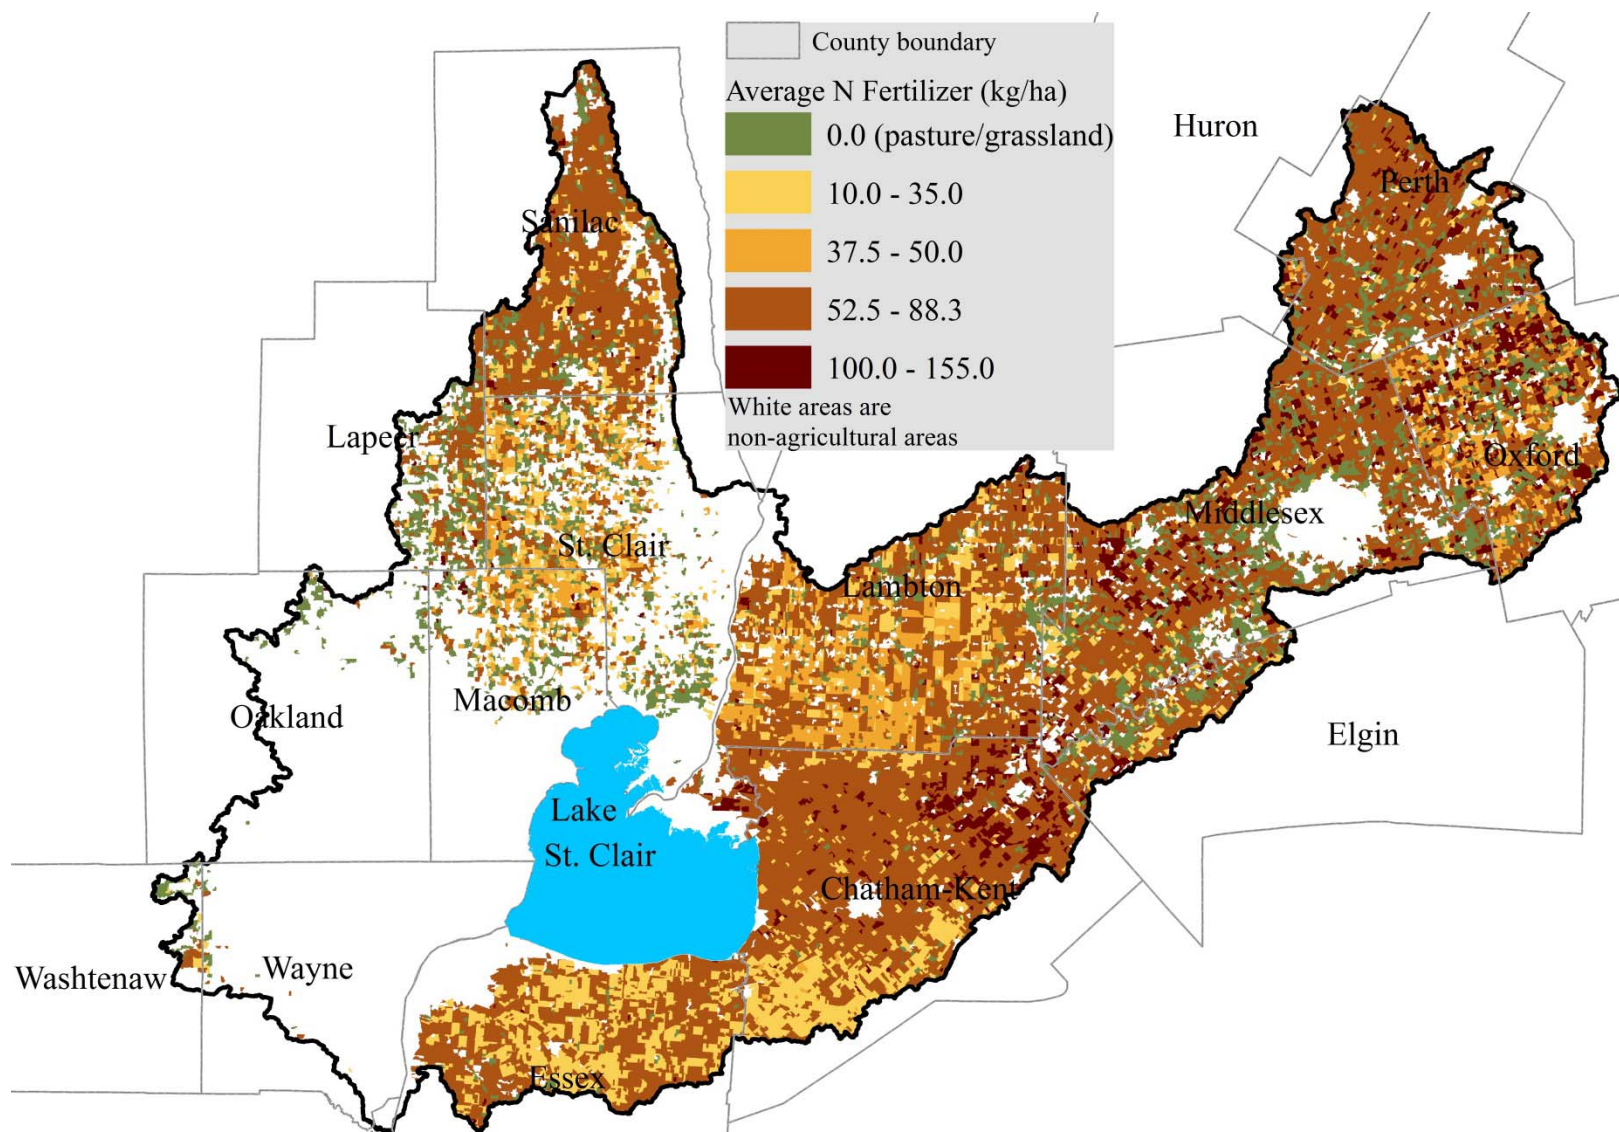 County boundary
Average N Fertilizer (kg/ha)
0.0 (pasture/grassland)
10.0 - 35.0
37.5 - 50.0
52.5 - 88.3
100.0 - 155.0
White areas are
non-agricultural areas
Huron
Perth
Sanilac
Lapeer
Oxford
Middlesex
St. Clair
Lambton
Macomb
Oakland
Elgin
Lake
St. Clair
Chatham-Kent
Wayne
Washtenaw
Essex